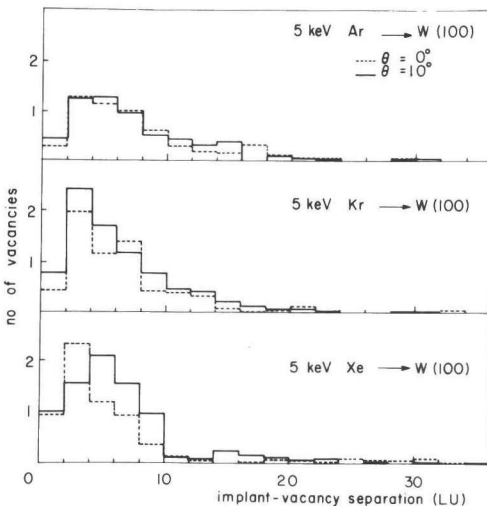 5 keV Ar → W (100)
θ = 0°
θ = 10°
2
1
5 keV Kr → W (100)
2
1
no of vacancies
5 keV Xe → W (100)
2
1
0 10 20 30
implant-vacancy separation (LU)